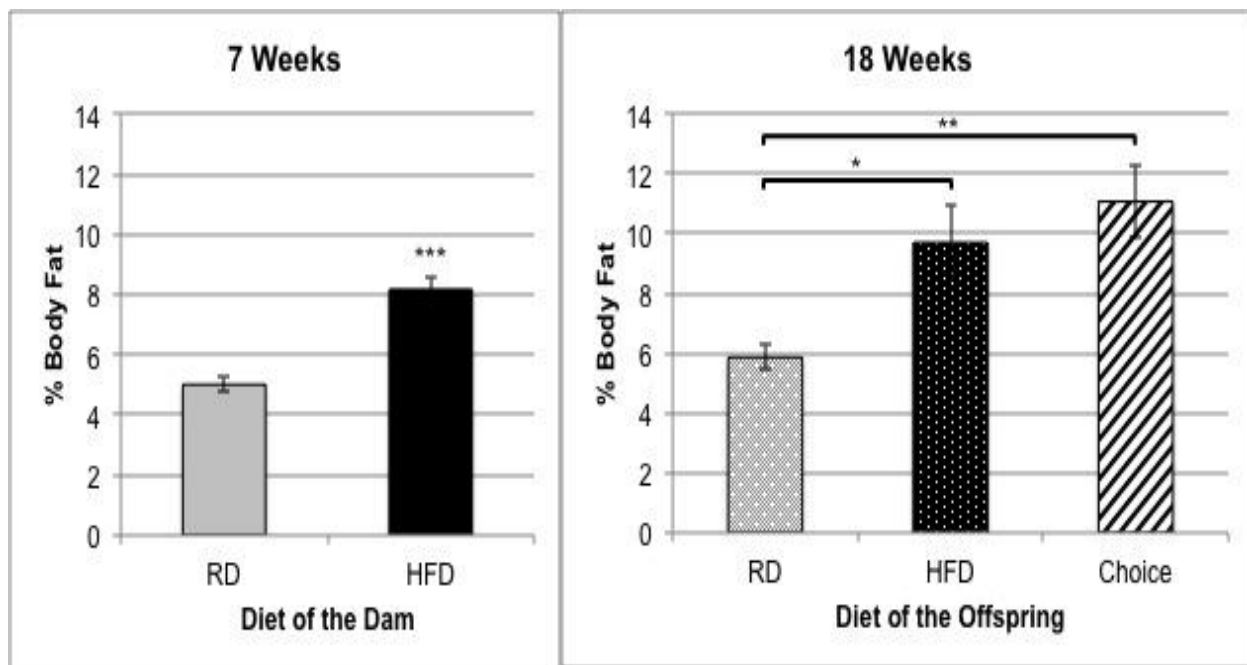 7 Weeks
% Body Fat
14
12
10
8
6
4
2
0
***
RD HFD
Diet of the Dam
18 Weeks
% Body Fat
14
12
10
8
6
4
2
0
**
*
RD HFD Choice
Diet of the Offspring